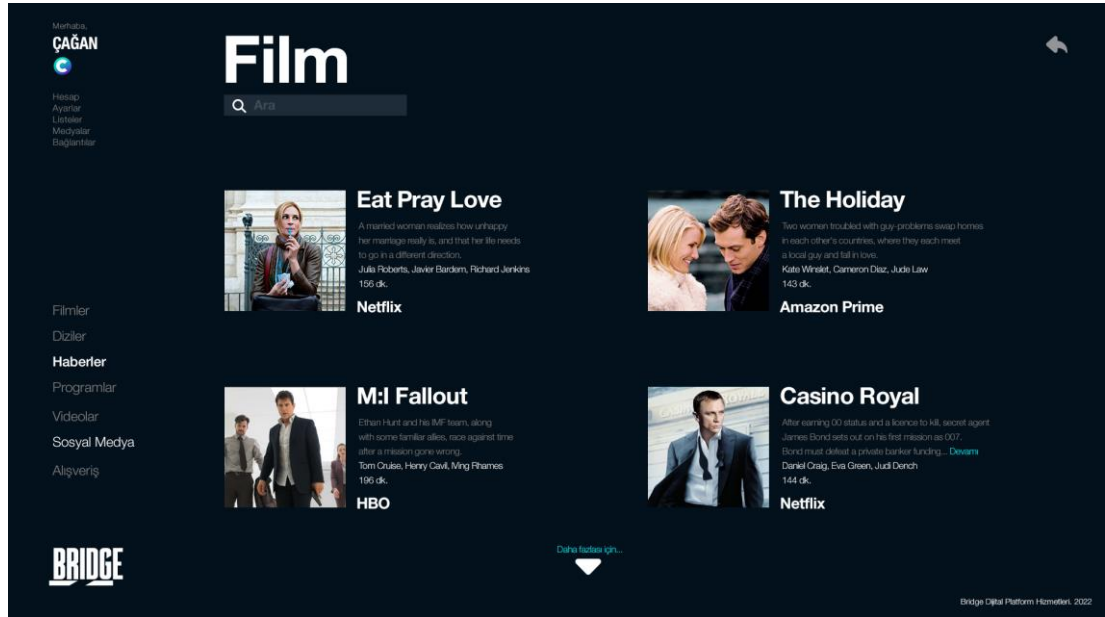 Merhaba,
ÇAĞAN
Hesap
Ayarlar
Listeler
Medyalar
Bağlantılar
Film
Ara
Eat Pray Love
A married woman realizes how unhappy
her marriage really is, and that her life needs
to go in a different direction.
Julia Roberts, Javier Bardem, Richard Jenkins
156 dk.
Netflix
The Holiday
Two women troubled with guy-problems swap homes
in each other's countries, where they each meet
a local guy and fall in love.
Kate Winslet, Cameron Diaz, Jude Law
143 dk.
Amazon Prime
Filmler
Diziler
Haberler
Programlar
Videolar
Sosyal Medya
Alışveriş
M:I Fallout
Ethan Hunt and his IMF team, along
with some familiar allies, race against time
after a mission gone wrong.
Tom Cruise, Henry Cavil, Ving Rhames
196 dk.
HBO
Casino Royal
After earning 00 status and a licence to kill, secret agent
James Bond sets out on his first mission as 007.
Bond must defeat a private banker funding... Devamı
Daniel Craig, Eva Green, Judi Dench
144 dk.
Netflix
BRIDGE
Daha fazlası için...
Bridge Dijital Platform Hizmetleri. 2022